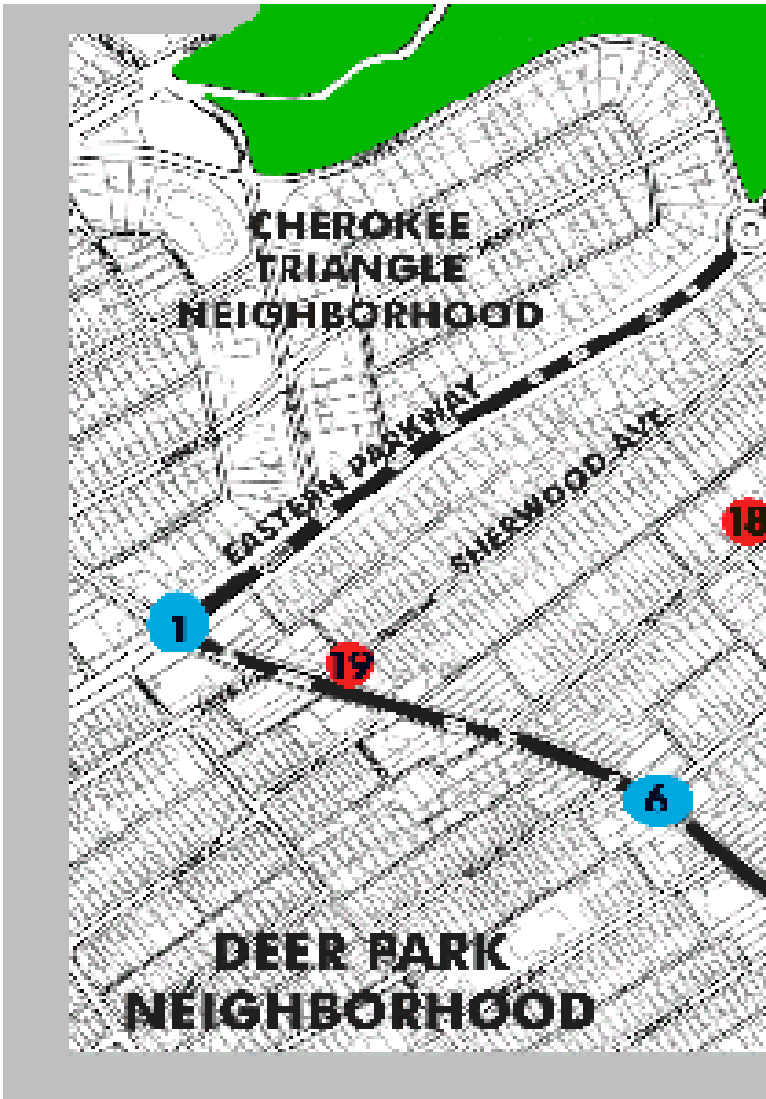 CHEROKEE
TRIANGLE
NEIGHBORHOOD
EASTERN PARKWAY
SHERWOOD AVE
18
1
19
6
DEER PARK
NEIGHBORHOOD